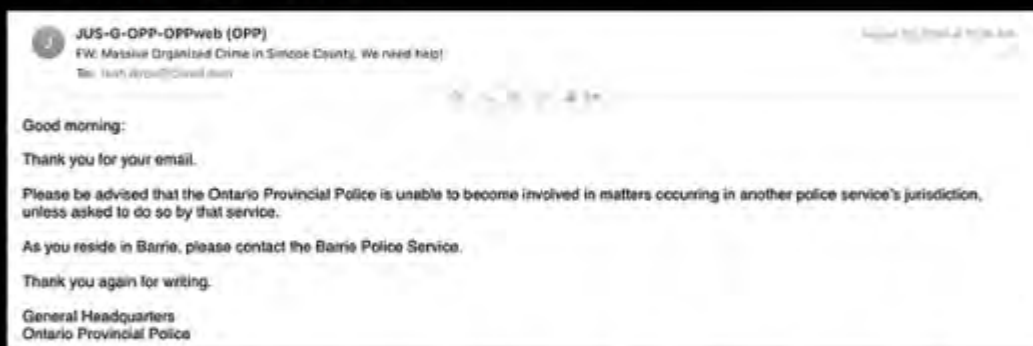 J
JUS-G-OPP-OPPweb (OPP)
FW: Massive Organized Crime in Simcoe County, We need help!
To:
Good morning:
Thank you for your email.
Please be advised that the Ontario Provincial Police is unable to become involved in matters occurring in another police service's jurisdiction,
unless asked to do so by that service.
As you reside in Barrie, please contact the Barrie Police Service.
Thank you again for writing.
General Headquarters
Ontario Provincial Police